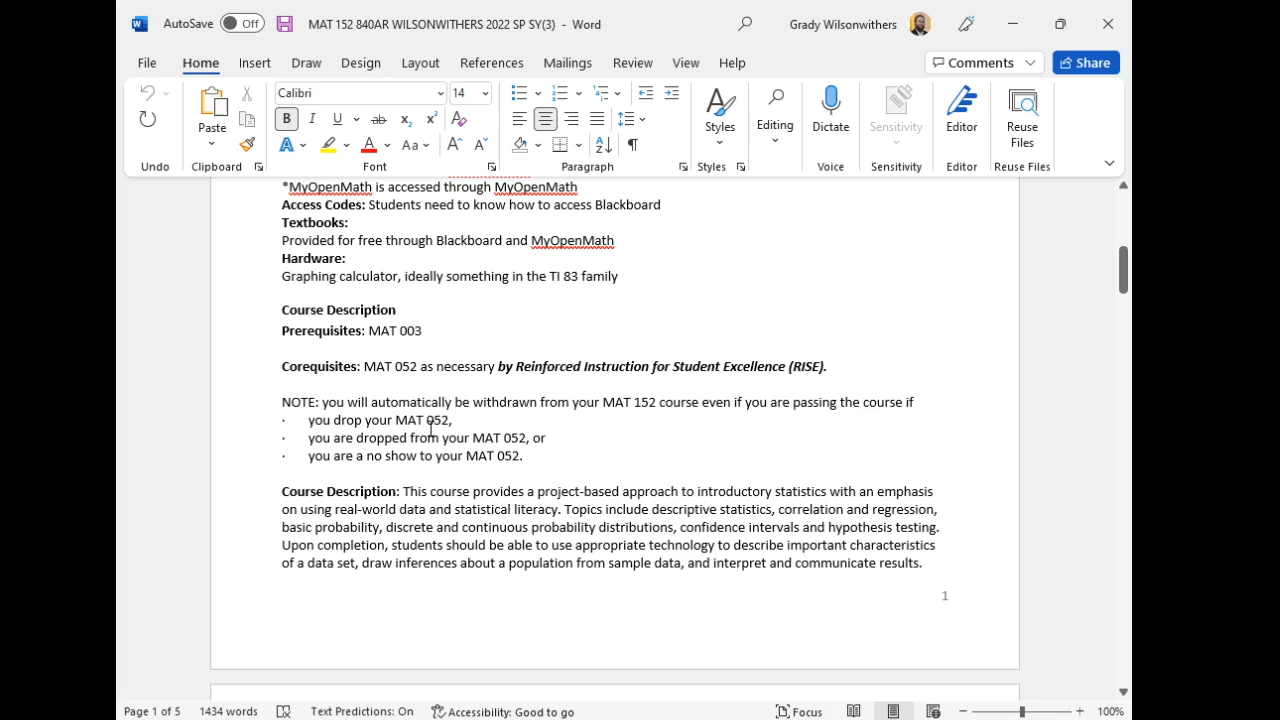 AutoSave Off MAT 152 840AR WILSONWITHERS 2022 SP SY(3) - Word Grady Wilsonwithers
File Home Insert Draw Design Layout References Mailings Review View Help Comments Share
Calibri 14
B I U ab x₂ x² A
A A Aa A A
Paste Styles Editing Dictate Sensitivity Editor Reuse Files
Undo Clipboard Font Paragraph Styles Voice Sensitivity Editor Reuse Files
*MyOpenMath is accessed through MyOpenMath
Access Codes: Students need to know how to access Blackboard
Textbooks:
Provided for free through Blackboard and MyOpenMath
Hardware:
Graphing calculator, ideally something in the TI 83 family
Course Description
Prerequisites: MAT 003
Corequisites: MAT 052 as necessary by Reinforced Instruction for Student Excellence (RISE).
NOTE: you will automatically be withdrawn from your MAT 152 course even if you are passing the course if
· you drop your MAT 052,
· you are dropped from your MAT 052, or
· you are a no show to your MAT 052.
Course Description: This course provides a project-based approach to introductory statistics with an emphasis
on using real-world data and statistical literacy. Topics include descriptive statistics, correlation and regression,
basic probability, discrete and continuous probability distributions, confidence intervals and hypothesis testing.
Upon completion, students should be able to use appropriate technology to describe important characteristics
of a data set, draw inferences about a population from sample data, and interpret and communicate results.
1
Page 1 of 5 1434 words Text Predictions: On Accessibility: Good to go Focus 100%